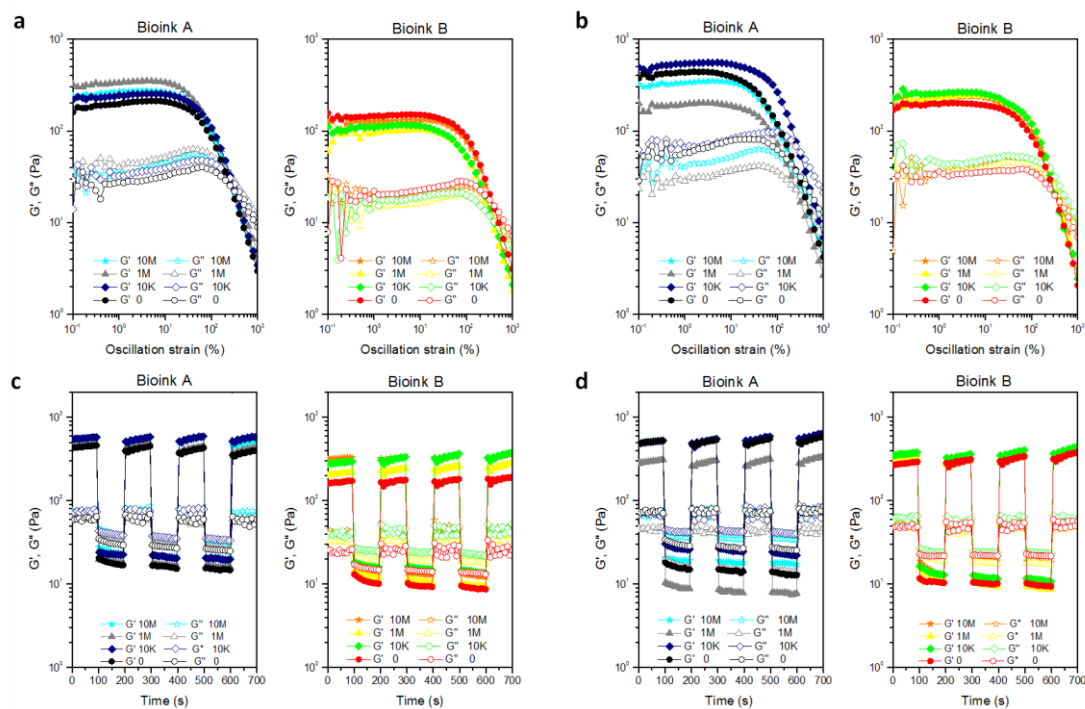 a
Bioink A
Bioink B
G', G'' (Pa)
10³
10²
10¹
10⁰
G' 10M G'' 10M
G' 1M G'' 1M
G' 10K G'' 10K
G' 0 G'' 0
10⁻¹ 10⁰ 10¹ 10² 10³
Oscillation strain (%)
10³
10²
10¹
10⁰
G' 10M G'' 10M
G' 1M G'' 1M
G' 10K G'' 10K
G' 0 G'' 0
10⁻¹ 10⁰ 10¹ 10² 10³
Oscillation strain (%)
b
Bioink A
Bioink B
G', G'' (Pa)
10³
10²
10¹
10⁰
G' 10M G'' 10M
G' 1M G'' 1M
G' 10K G'' 10K
G' 0 G'' 0
10⁻¹ 10⁰ 10¹ 10² 10³
Oscillation strain (%)
10³
10²
10¹
10⁰
G' 10M G'' 10M
G' 1M G'' 1M
G' 10K G'' 10K
G' 0 G'' 0
10⁻¹ 10⁰ 10¹ 10² 10³
Oscillation strain (%)
c
Bioink A
Bioink B
G', G'' (Pa)
10³
10²
10¹
10⁰
G' 10M G'' 10M
G' 1M G'' 1M
G' 10K G'' 10K
G' 0 G'' 0
0 100 200 300 400 500 600 700
Time (s)
10³
10²
10¹
10⁰
G' 10M G'' 10M
G' 1M G'' 1M
G' 10K G'' 10K
G' 0 G'' 0
0 100 200 300 400 500 600 700
Time (s)
d
Bioink A
Bioink B
G', G'' (Pa)
10³
10²
10¹
10⁰
G' 10M G'' 10M
G' 1M G'' 1M
G' 10K G'' 10K
G' 0 G'' 0
0 100 200 300 400 500 600 700
Time (s)
10³
10²
10¹
10⁰
G' 10M G'' 10M
G' 1M G'' 1M
G' 10K G'' 10K
G' 0 G'' 0
0 100 200 300 400 500 600 700
Time (s)